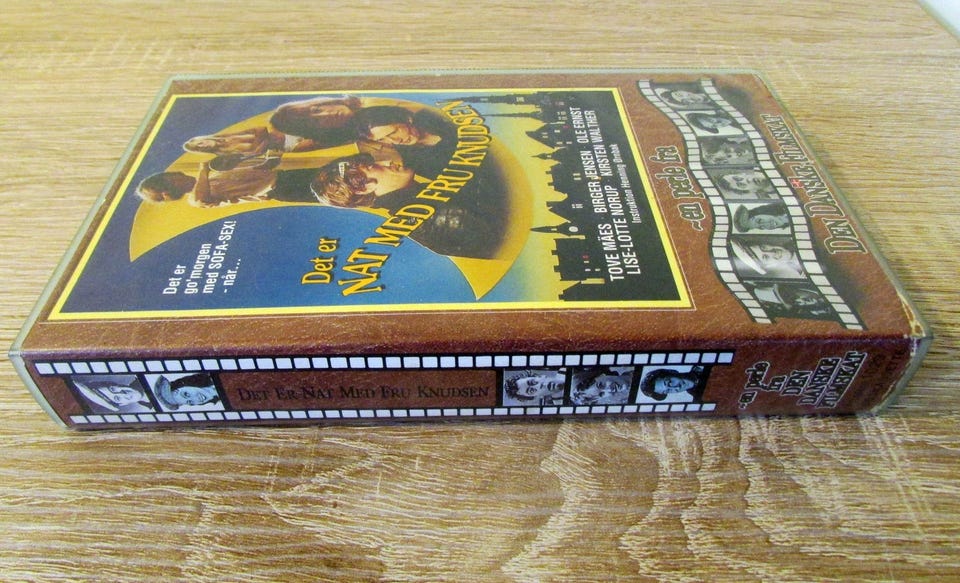 Det er
go'morgen
med SOFA-SEX!
- når...
Det er
NAT MED FRU KNUDSEN
TOVE MÄES · BIRGER JENSEN · OLE ERNST
LISE-LOTTE NORUP · KIRSTEN WALTHER
Instruktion Henning Ørnbak
...en perle fra
DEN DANSKE FILMSKAT
DET ER NAT MED FRU KNUDSEN
...en perle
fra
DEN
DANSKE
FILMSKAT